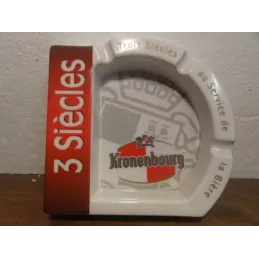 3 Siècles
Trois Siècles
au Service de
la Bière
Kronenbourg